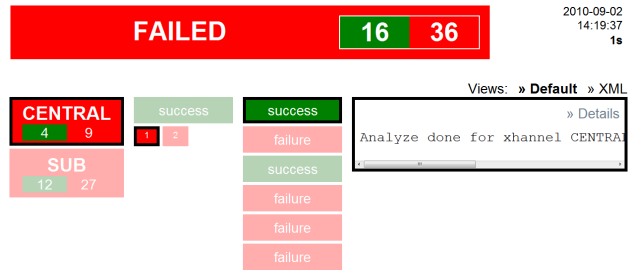 FAILED
16 36
2010-09-02
14:19:37
1s
Views: » Default » XML
CENTRAL
4 9
SUB
12 27
success
1 2
success
failure
success
failure
failure
failure
» Details
Analyze done for xhannel CENTRAL